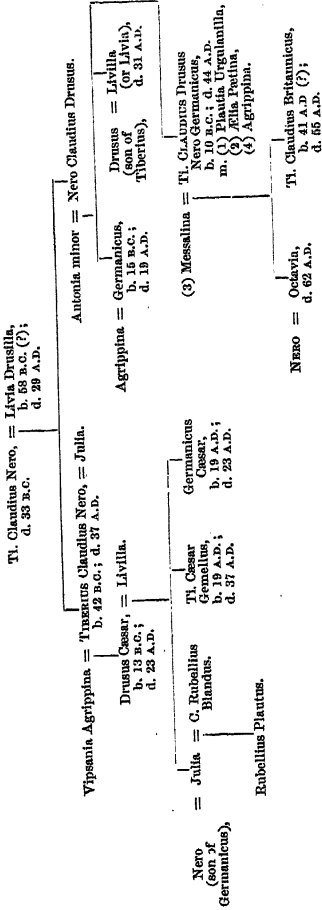 Ti. Claudius Nero, = Livia Drusilla,
d. 33 B.C.
b. 58 B.C. (?);
d. 29 A.D.
Vipsania Agrippina = TIBERIUS Claudius Nero, = Julia.
b. 42 B.C.; d. 37 A.D.
Antonia minor = Nero Claudius Drusus.
Drusus Cæsar, = Livilla.
b. 13 B.C.;
d. 23 A.D.
Agrippina = Germanicus,
b. 15 B.C.;
d. 19 A.D.
Drusus = Livilla
(son of
Tiberius),
(or Livia),
d. 31 A.D.
(3) Messalina = Ti. CLAUDIUS Drusus
Nero Germanicus,
b. 10 B.C.; d. 44 A.D.
m. (1) Plautia Urgulanilla,
(2) Ælia Pætina,
(4) Agrippina.
Nero
(son of
Germanicus),
= Julia = C. Rubellius
Blandus.
Ti. Cæsar
Gemellus,
b. 19 A.D.;
d. 37 A.D.
Germanicus
Cæsar,
b. 19 A.D.;
d. 23 A.D.
Rubellius Plautus.
NERO = Octavia,
d. 62 A.D.
Ti. Claudius Britannicus,
b. 41 A.D (?);
d. 55 A.D.